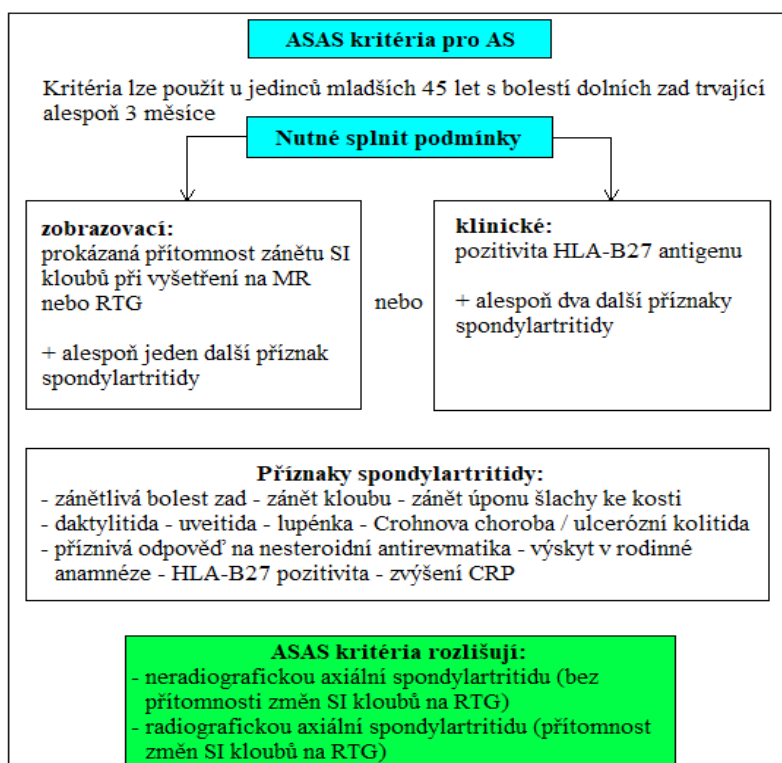 ASAS kritéria pro AS
Kritéria lze použít u jedinců mladších 45 let s bolestí dolních zad trvající
alespoň 3 měsíce
Nutné splnit podmínky
zobrazovací:
prokázaná přítomnost zánětu SI
kloubů při vyšetření na MR
nebo RTG
+ alespoň jeden další příznak
spondylartritidy
nebo
klinické:
pozitivita HLA-B27 antigenu
+ alespoň dva další příznaky
spondylartritidy
Příznaky spondylartritidy:
- zánětlivá bolest zad - zánět kloubu - zánět úponu šlachy ke kosti
- daktylitida - uveitida - lupénka - Crohnova choroba / ulcerózní kolitida
- příznivá odpověď na nesteroidní antirevmatika - výskyt v rodinné
anamnéze - HLA-B27 pozitivita - zvýšení CRP
ASAS kritéria rozlišují:
- neradiografickou axiální spondylartritidu (bez
přítomnosti změn SI kloubů na RTG)
- radiografickou axiální spondylartritidu (přítomnost
změn SI kloubů na RTG)